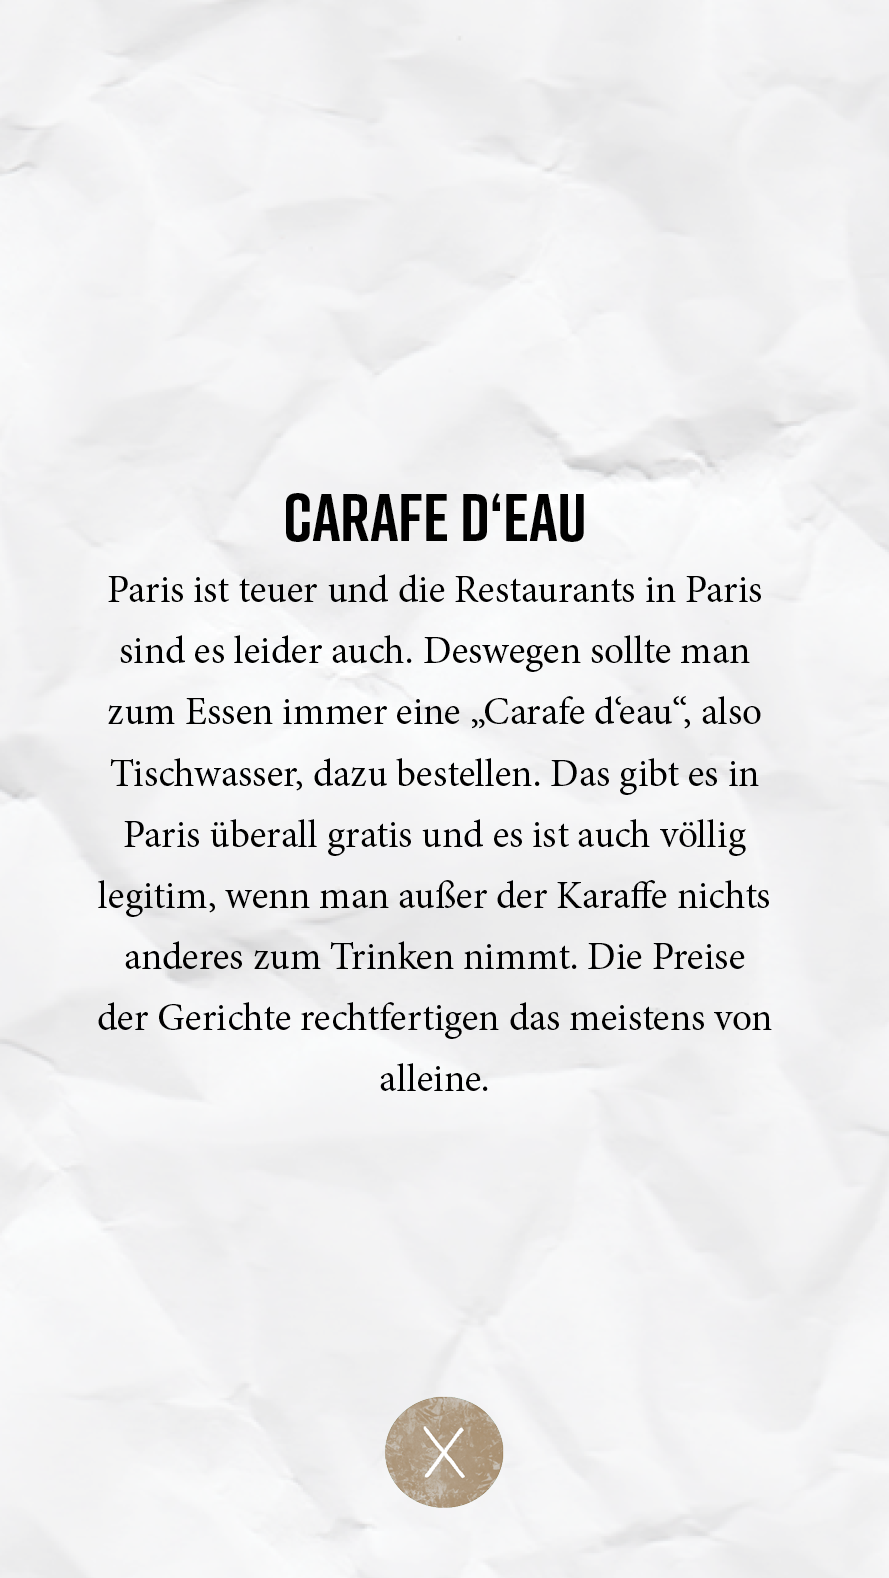 CARAFE D‘EAU
Paris ist teuer und die Restaurants in Paris
sind es leider auch. Deswegen sollte man
zum Essen immer eine „Carafe d‘eau“, also
Tischwasser, dazu bestellen. Das gibt es in
Paris überall gratis und es ist auch völlig
legitim, wenn man außer der Karaffe nichts
anderes zum Trinken nimmt. Die Preise
der Gerichte rechtfertigen das meistens von
alleine.
X